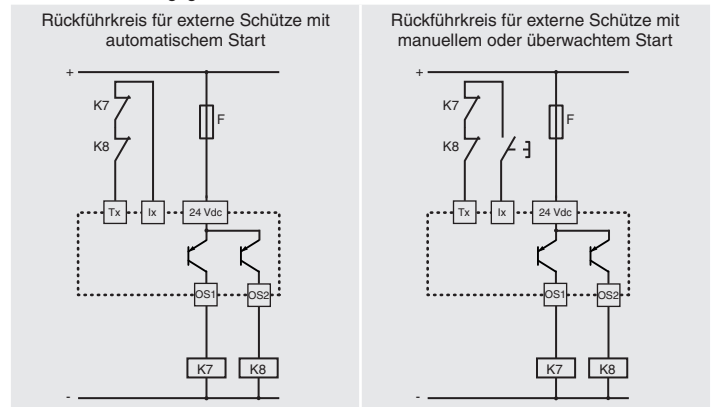 Rückführkreis für externe Schütze mit
automatischem Start
+
K7
K8
F
Tx
Ix
24 Vdc
OS1
OS2
K7
K8
-
Rückführkreis für externe Schütze mit
manuellem oder überwachtem Start
+
K7
K8
F
Tx
Ix
24 Vdc
OS1
OS2
K7
K8
-